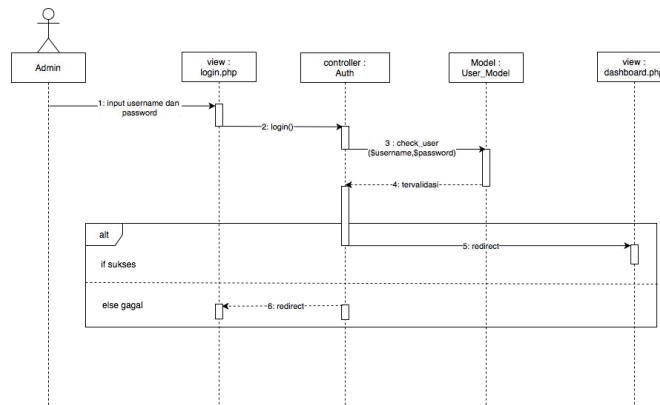 Admin
view :
login.php
controller :
Auth
Model :
User_Model
view :
dashboard.php
1: input username dan
password
2: login()
3 : check_user
($username,$password)
4: tervalidasi
alt
5: redirect
if sukses
else gagal
6: redirect